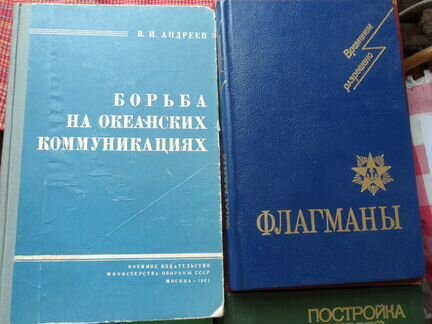 В. И. АНДРЕЕВ
БОРЬБА
НА ОКЕАНСКИХ
КОММУНИКАЦИЯХ
ВОЕННОЕ ИЗДАТЕЛЬСТВО
МИНИСТЕРСТВА ОБОРОНЫ СССР
МОСКВА — 1961
Временем
разрешено
ФЛАГМАНЫ
ФЛАГМАНЫ
ПОСТРОЙКА